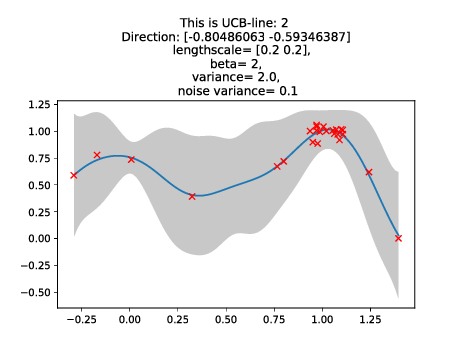 This is UCB-line: 2
Direction: [-0.80486063 -0.59346387]
lengthscale= [0.2 0.2],
beta= 2,
variance= 2.0,
noise variance= 0.1
1.25
1.00
0.75
0.50
0.25
0.00
−0.25
−0.50
−0.25 0.00 0.25 0.50 0.75 1.00 1.25